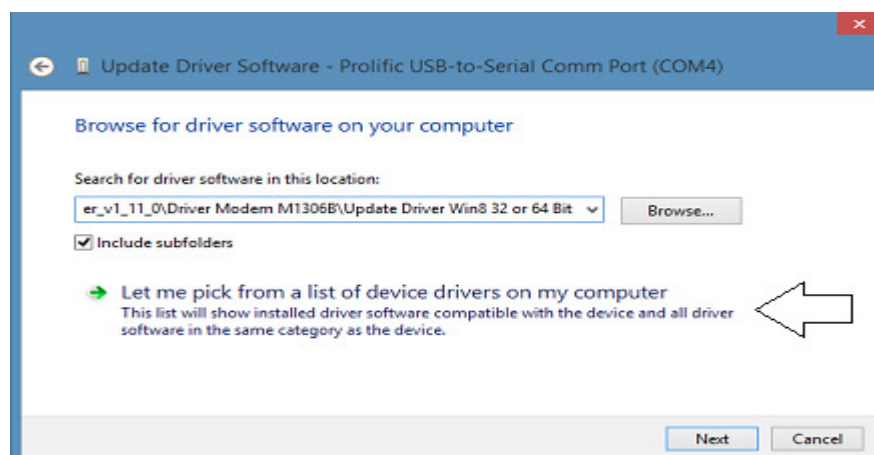 Update Driver Software - Prolific USB-to-Serial Comm Port (COM4)
Browse for driver software on your computer
Search for driver software in this location:
er_v1_11_0\Driver Modem M1306B\Update Driver Win8 32 or 64 Bit
Browse...
Include subfolders
Let me pick from a list of device drivers on my computer
This list will show installed driver software compatible with the device and all driver
software in the same category as the device.
Next
Cancel